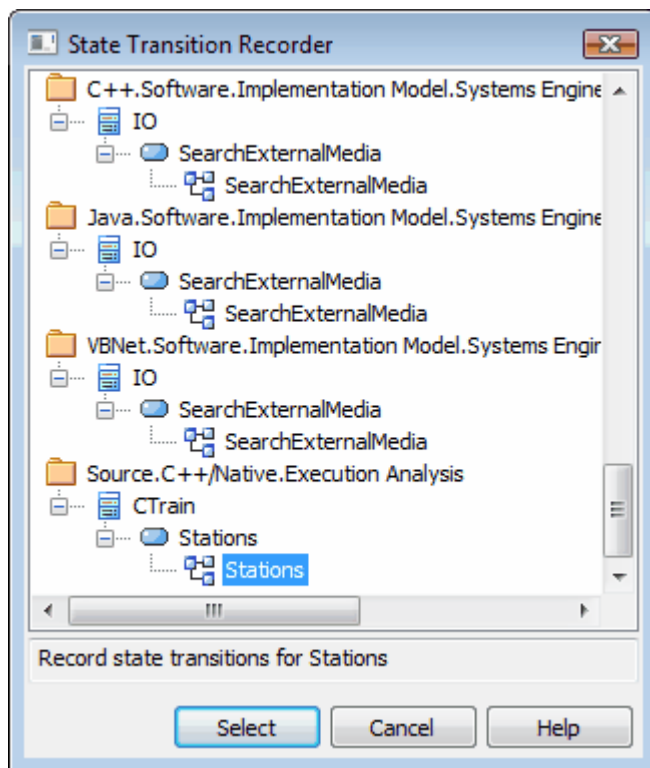 State Transition Recorder
C++.Software.Implementation Model.Systems Engine
IO
SearchExternalMedia
SearchExternalMedia
Java.Software.Implementation Model.Systems Engine
IO
SearchExternalMedia
SearchExternalMedia
VBNet.Software.Implementation Model.Systems Engir
IO
SearchExternalMedia
SearchExternalMedia
Source.C++/Native.Execution Analysis
CTrain
Stations
Stations
Record state transitions for Stations
Select Cancel Help